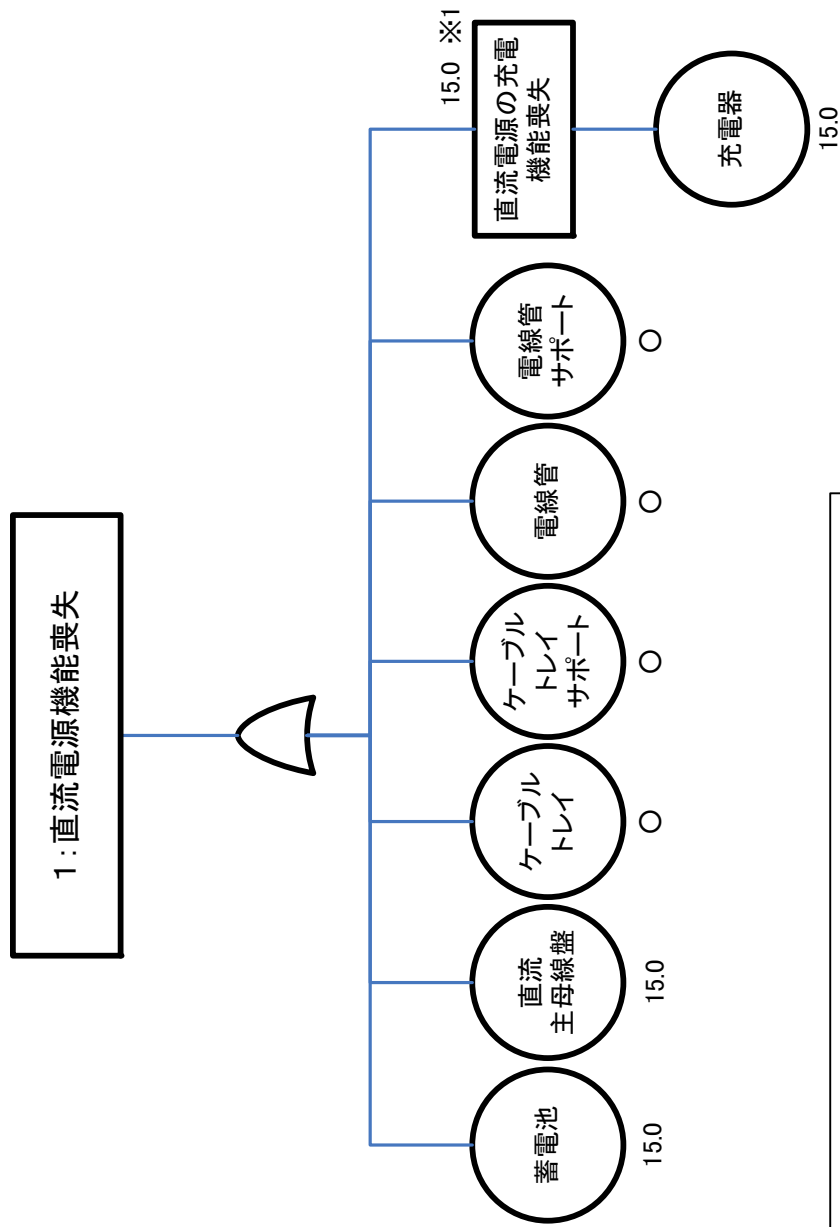 1:直流電源機能喪失
15.0 ※1
蓄電池
直流
主母線盤
ケーブル
トレイ
ケーブル
トレイ
サポート
電線管
電線管
サポート
直流電源の充電
機能喪失
15.0
15.0
○
○
○
○
充電器
15.0